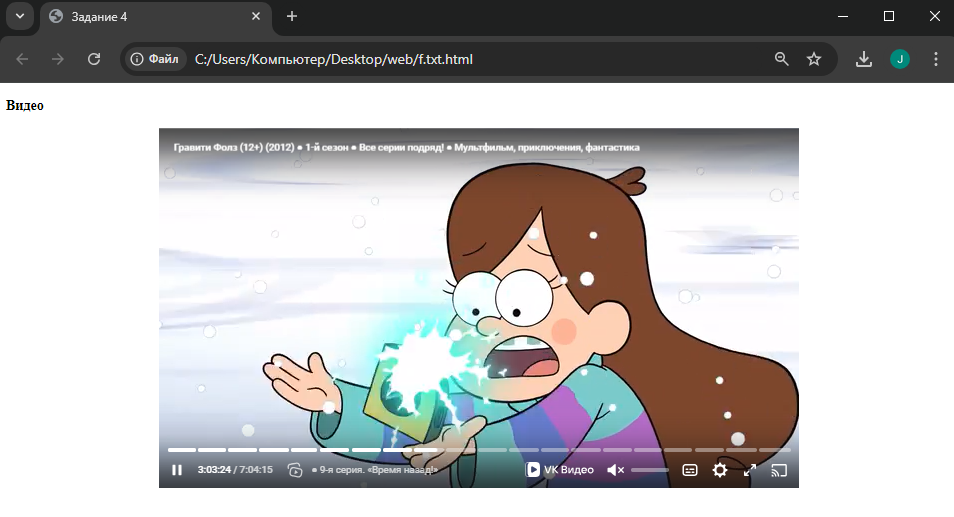 Задание 4
Файл C:/Users/Компьютер/Desktop/web/f.txt.html
J
Видео
Гравити Фолз (12+) (2012) ● 1-й сезон ● Все серии подряд! ● Мультфильм, приключения, фантастика
3:03:24 / 7:04:15 ● 9-я серия. «Время назад!» VK Видео